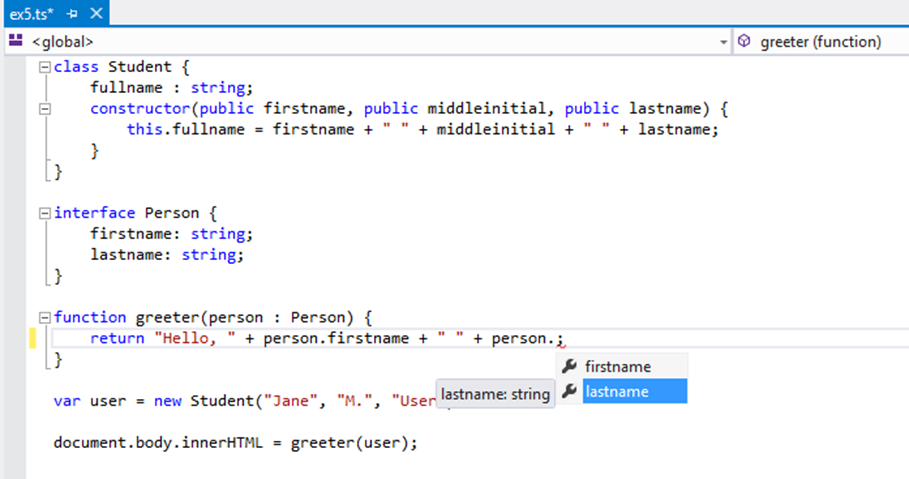 ex5.ts*
<global> greeter (function)
class Student {
fullname : string;
constructor(public firstname, public middleinitial, public lastname) {
this.fullname = firstname + " " + middleinitial + " " + lastname;
}
}
interface Person {
firstname: string;
lastname: string;
}
function greeter(person : Person) {
return "Hello, " + person.firstname + " " + person.;
}
firstname
lastname: string
lastname
var user = new Student("Jane", "M.", "User
document.body.innerHTML = greeter(user);